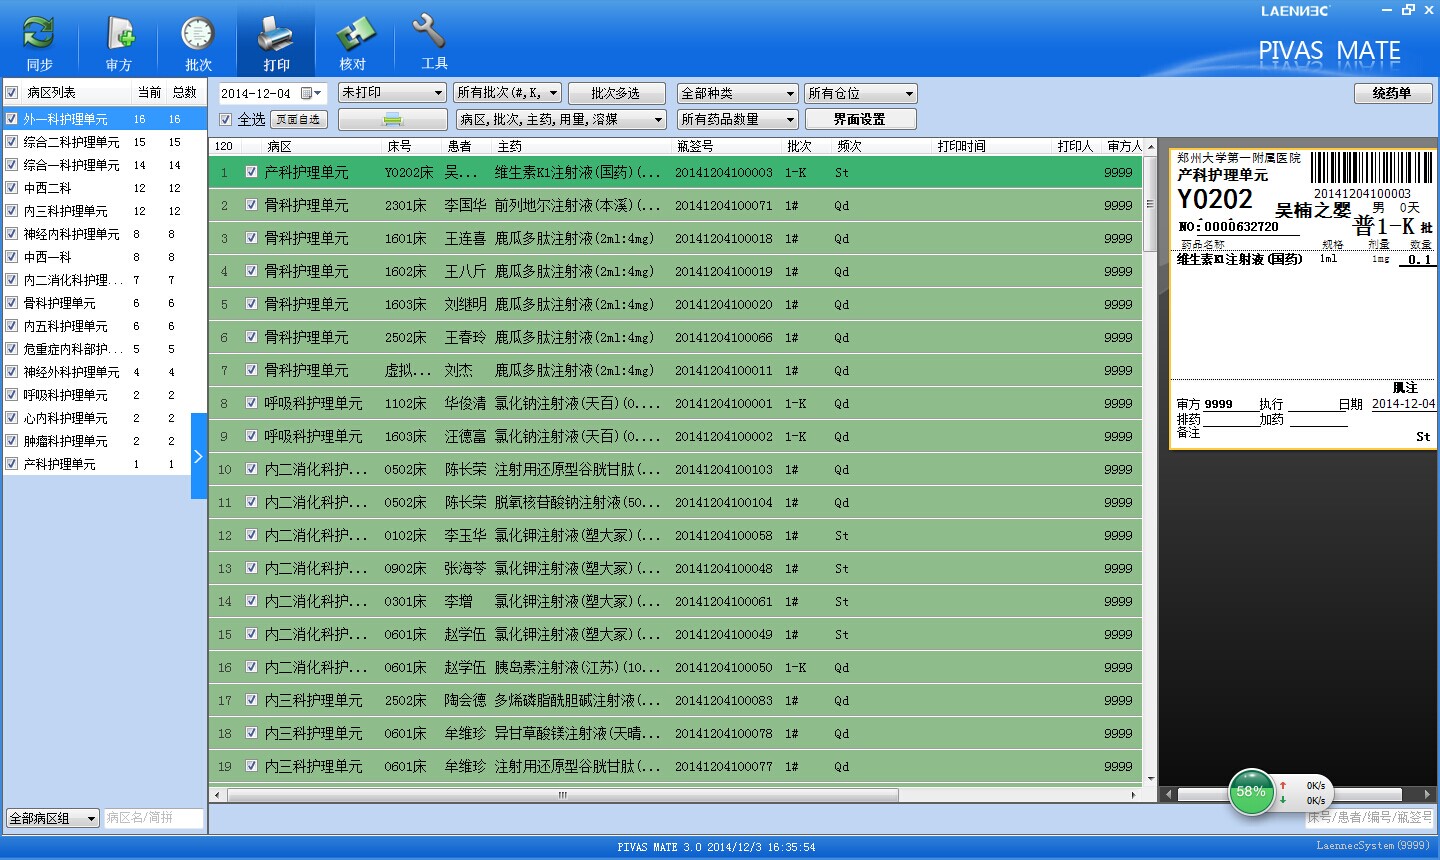 LAENNEC
PIVAS MATE
同步 审方 批次 打印 核对 工具
病区列表 当前 总数
外一科护理单元 16 16
综合二科护理单元 15 15
综合一科护理单元 14 14
中西二科 12 12
内三科护理单元 12 12
神经内科护理单元 8 8
中西一科 8 8
内二消化科护理... 7 7
骨科护理单元 6 6
内五科护理单元 6 6
危重症内科部护... 5 5
神经外科护理单元 4 4
呼吸科护理单元 2 2
心内科护理单元 2 2
肿瘤科护理单元 2 2
产科护理单元 1 1
全部病区组 病区名/简拼
2014-12-04 未打印 所有批次(#,K, 批次多选 全部种类 所有仓位 统药单
全选 页面自选 病区,批次,主药,用量,溶媒 所有药品数量 界面设置
120 病区 床号 患者 主药 瓶签号 批次 频次 打印时间 打印人 审方人
1 产科护理单元 Y0202床 吴... 维生素K1注射液(国药)(... 20141204100003 1-K St 9999
2 骨科护理单元 2301床 李国华 前列地尔注射液(本溪)(... 20141204100071 1# Qd 9999
3 骨科护理单元 1601床 王连喜 鹿瓜多肽注射液(2ml:4mg) 20141204100018 1# Qd 9999
4 骨科护理单元 1602床 王八斤 鹿瓜多肽注射液(2ml:4mg) 20141204100019 1# Qd 9999
5 骨科护理单元 1603床 刘继明 鹿瓜多肽注射液(2ml:4mg) 20141204100020 1# Qd 9999
6 骨科护理单元 2502床 王春玲 鹿瓜多肽注射液(2ml:4mg) 20141204100066 1# Qd 9999
7 骨科护理单元 虚拟... 刘杰 鹿瓜多肽注射液(2ml:4mg) 20141204100011 1# Qd 9999
8 呼吸科护理单元 1102床 华俊清 氯化钠注射液(天百)(0.... 20141204100001 1-K Qd 9999
9 呼吸科护理单元 1603床 汪德富 氯化钠注射液(天百)(0.... 20141204100002 1-K Qd 9999
10 内二消化科护... 0502床 陈长荣 注射用还原型谷胱甘肽(... 20141204100103 1# Qd 9999
11 内二消化科护... 0502床 陈长荣 脱氧核苷酸钠注射液(50... 20141204100104 1# Qd 9999
12 内二消化科护... 0102床 李玉华 氯化钾注射液(塑大冢)(... 20141204100058 1# St 9999
13 内二消化科护... 0902床 张海苓 氯化钾注射液(塑大冢)(... 20141204100048 1# St 9999
14 内二消化科护... 0301床 李增 氯化钾注射液(塑大冢)(... 20141204100061 1# St 9999
15 内二消化科护... 0601床 赵学伍 氯化钾注射液(塑大冢)(... 20141204100049 1# St 9999
16 内二消化科护... 0601床 赵学伍 胰岛素注射液(江苏)(10... 20141204100050 1-K Qd 9999
17 内三科护理单元 2502床 陶会德 多烯磷脂酰胆碱注射液(... 20141204100083 1# Qd 9999
18 内三科护理单元 0601床 牟维珍 异甘草酸镁注射液(天晴... 20141204100078 1# Qd 9999
19 内三科护理单元 0601床 牟维珍 注射用还原型谷胱甘肽(... 20141204100077 1# Qd 9999
郑州大学第一附属医院
产科护理单元
20141204100003
Y0202 吴楠之婴 男 0天
NO:0000632720 普1-K 批
药品名称 规格 剂量 数量
维生素K1注射液(国药) 1ml 1mg 0.1
肌注
审方 9999 执行 日期 2014-12-04
排药 加药
备注
St
58% 0K/s
0K/s
床号/患者/编号/瓶签号
PIVAS MATE 3.0 2014/12/3 16:35:54
LaennecSystem(9999)